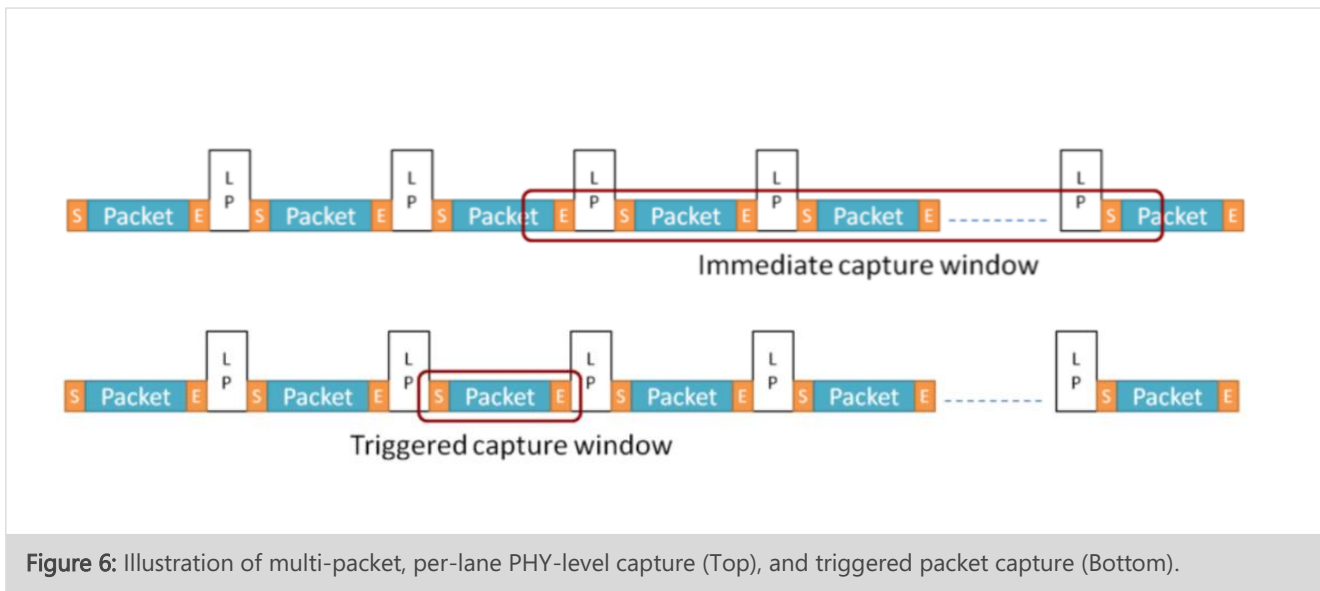 L P L P L P L P L P
S Packet E S Packet E S Packet E S Packet E S Packet E S Packet E
Immediate capture window
L P L P L P L P L P
S Packet E S Packet E S Packet E S Packet E S Packet E S Packet E
Triggered capture window
Figure 6: Illustration of multi-packet, per-lane PHY-level capture (Top), and triggered packet capture (Bottom).